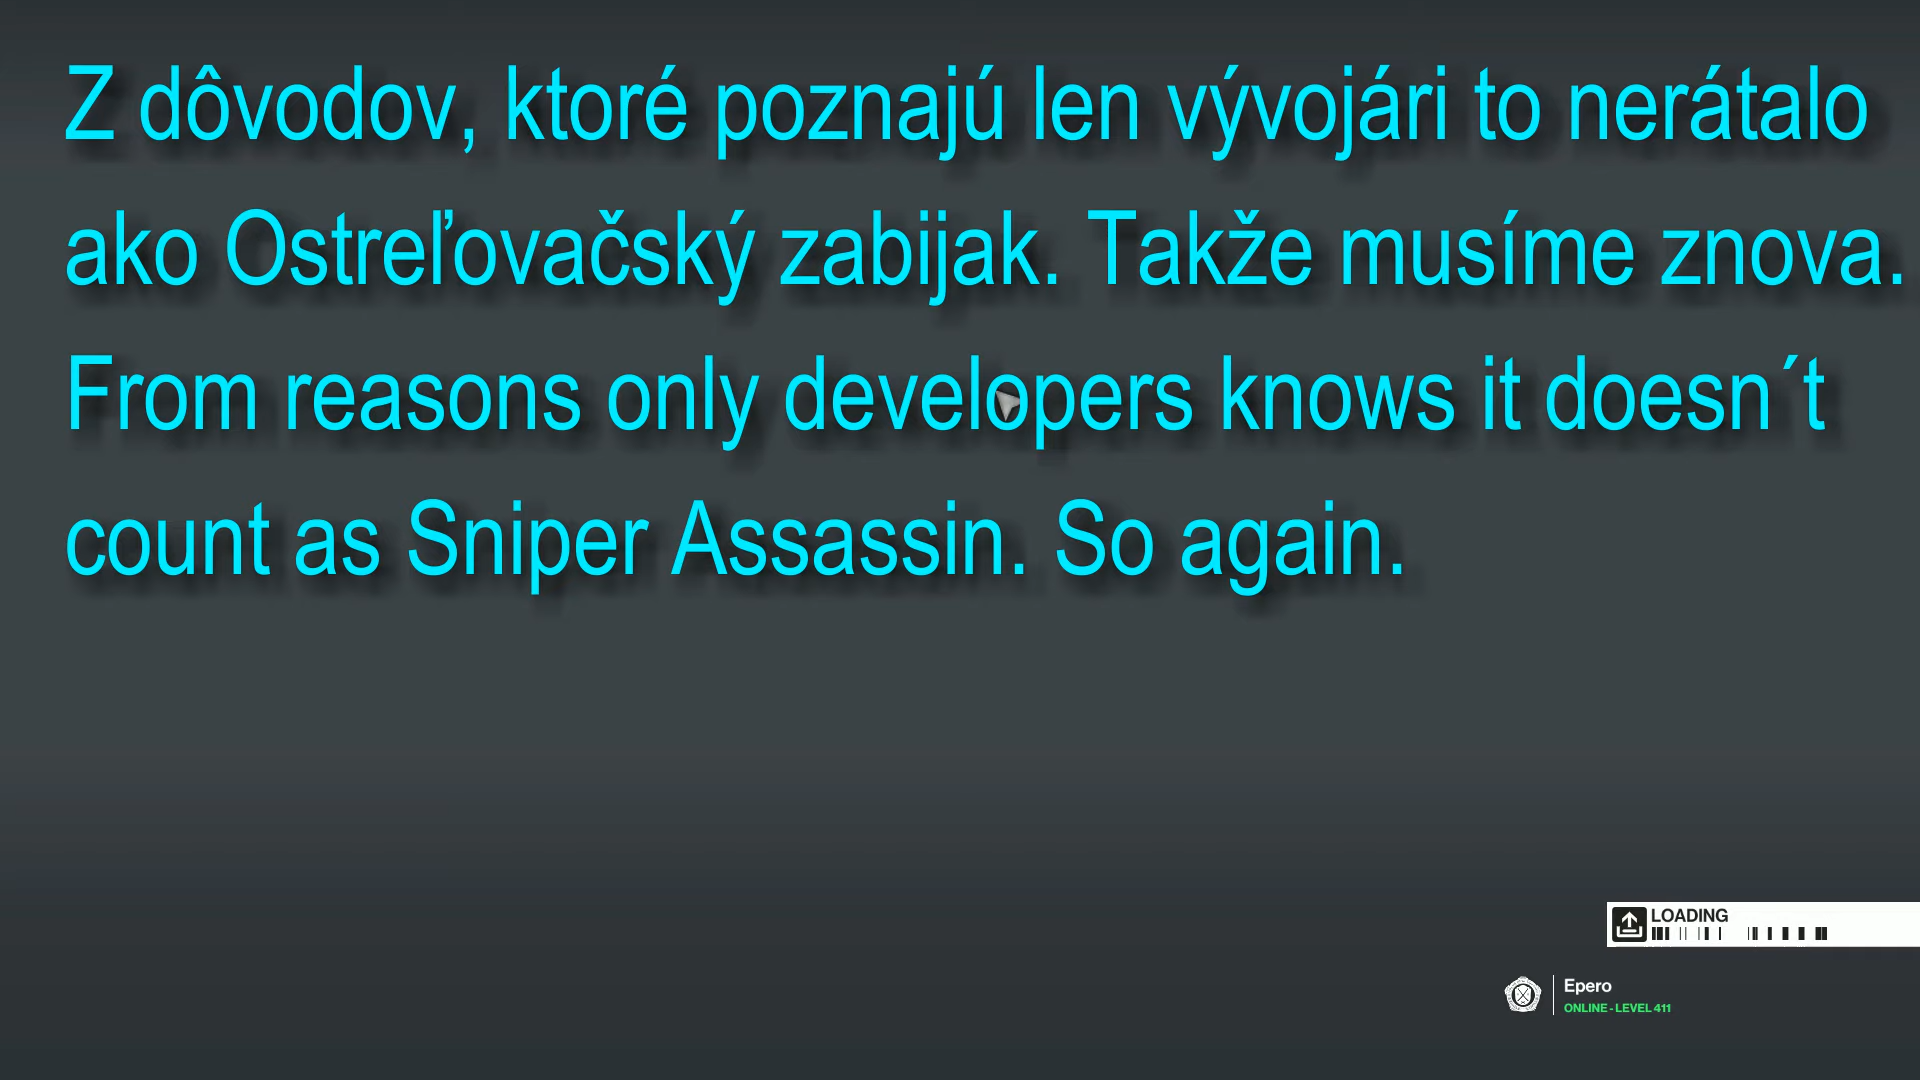 Z dôvodov, ktoré poznajú len vývojári to nerátalo
ako Ostreľovačský zabijak. Takže musíme znova.
From reasons only developers knows it doesn´t
count as Sniper Assassin. So again.
LOADING
Epero
ONLINE - LEVEL 411